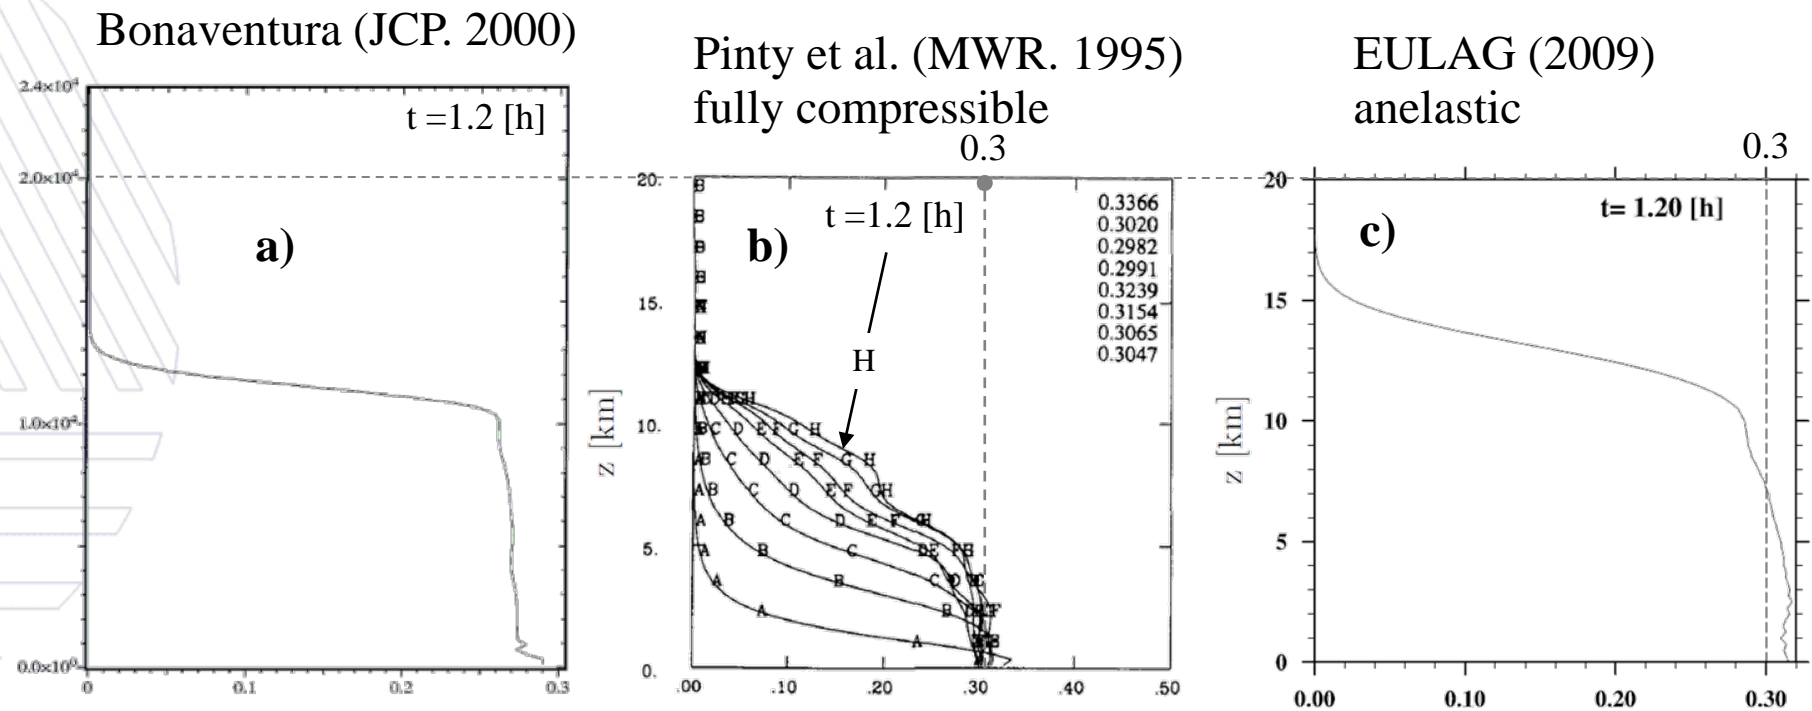 Bonaventura (JCP. 2000)
Pinty et al. (MWR. 1995)
fully compressible
EULAG (2009)
anelastic
2.4×10⁴
t =1.2 [h]
a)
2.0×10⁴
1.0×10⁴
0.0×10⁰
0 0.1 0.2 0.3
0.3
20.
t =1.2 [h]
b)
0.3366
0.3020
0.2982
0.2991
0.3239
0.3154
0.3065
0.3047
15.
H
z [km]
10.
5.
0.
.00 .10 .20 .30 .40 .50
0.3
20
t= 1.20 [h]
c)
15
z [km]
10
5
0
0.00 0.10 0.20 0.30